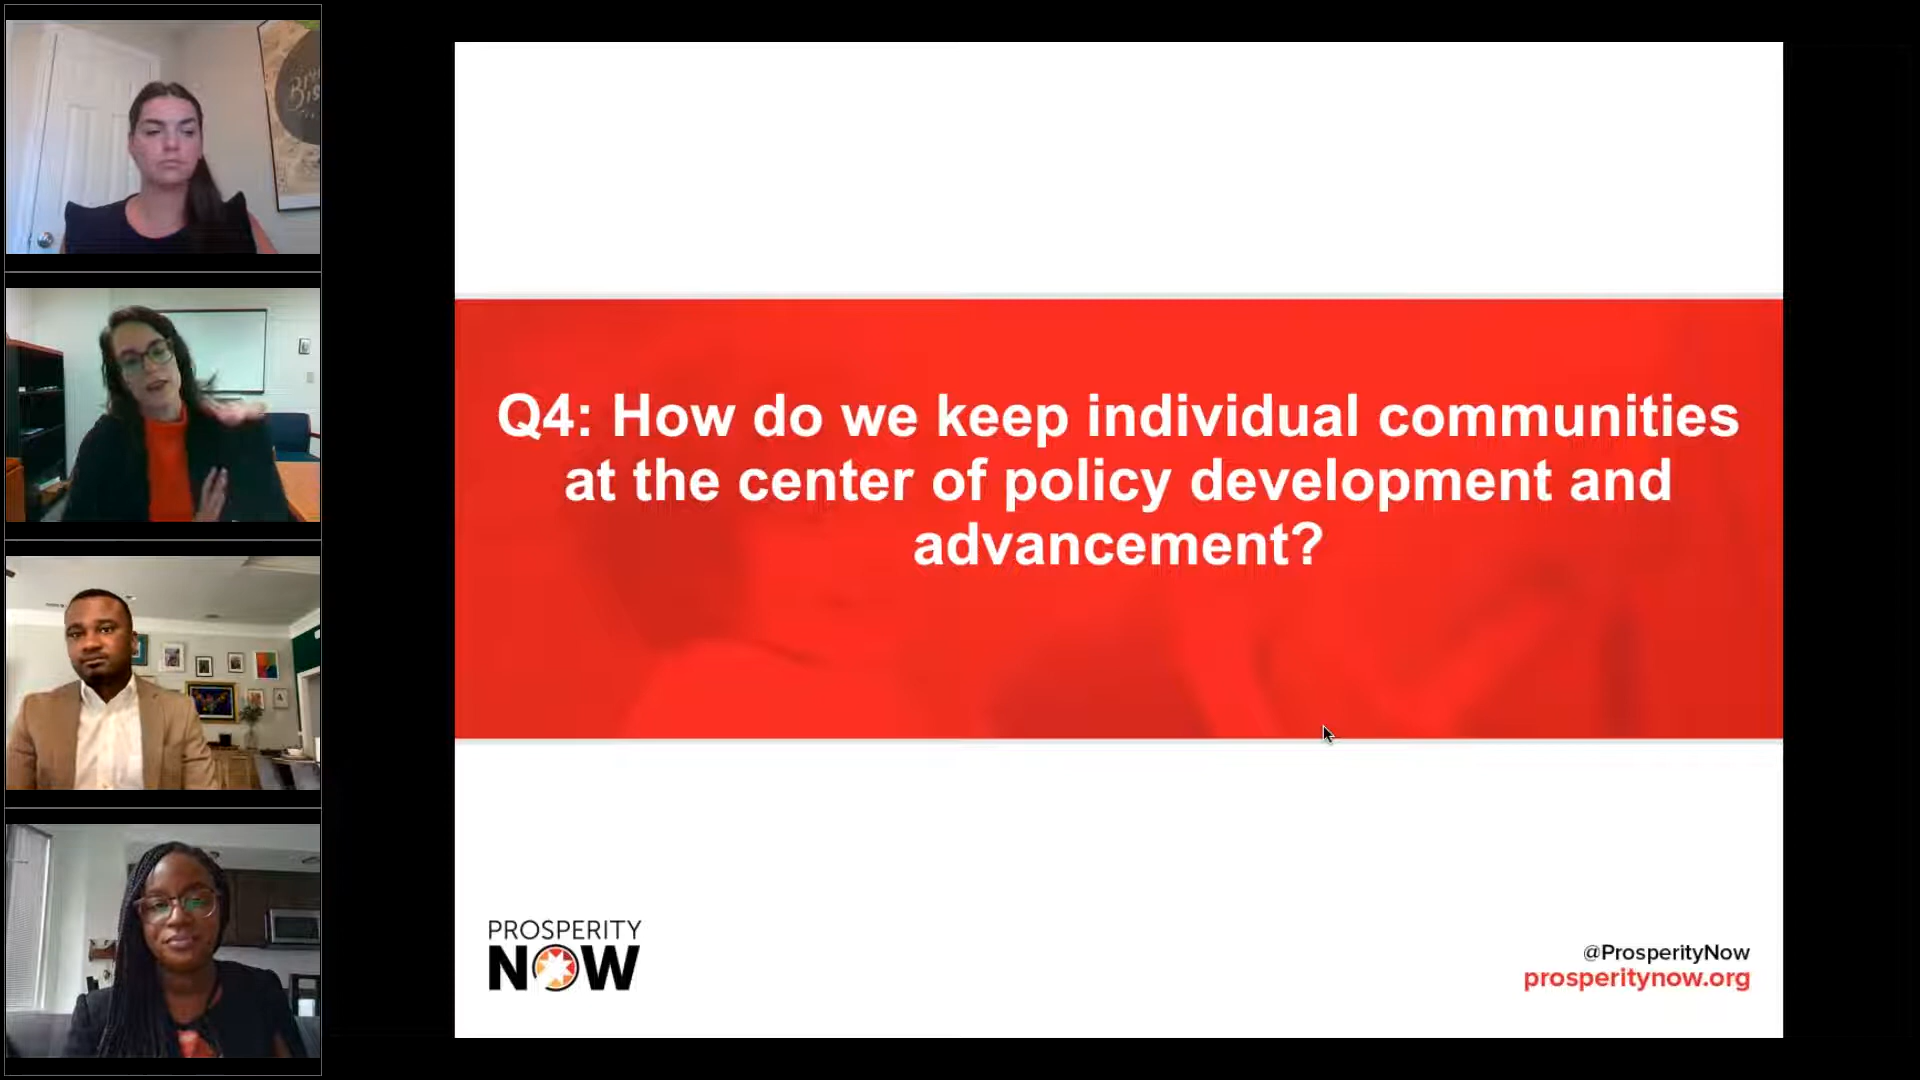 Q4: How do we keep individual communities
at the center of policy development and
advancement?
PROSPERITY
NOW
@ProsperityNow
prosperitynow.org